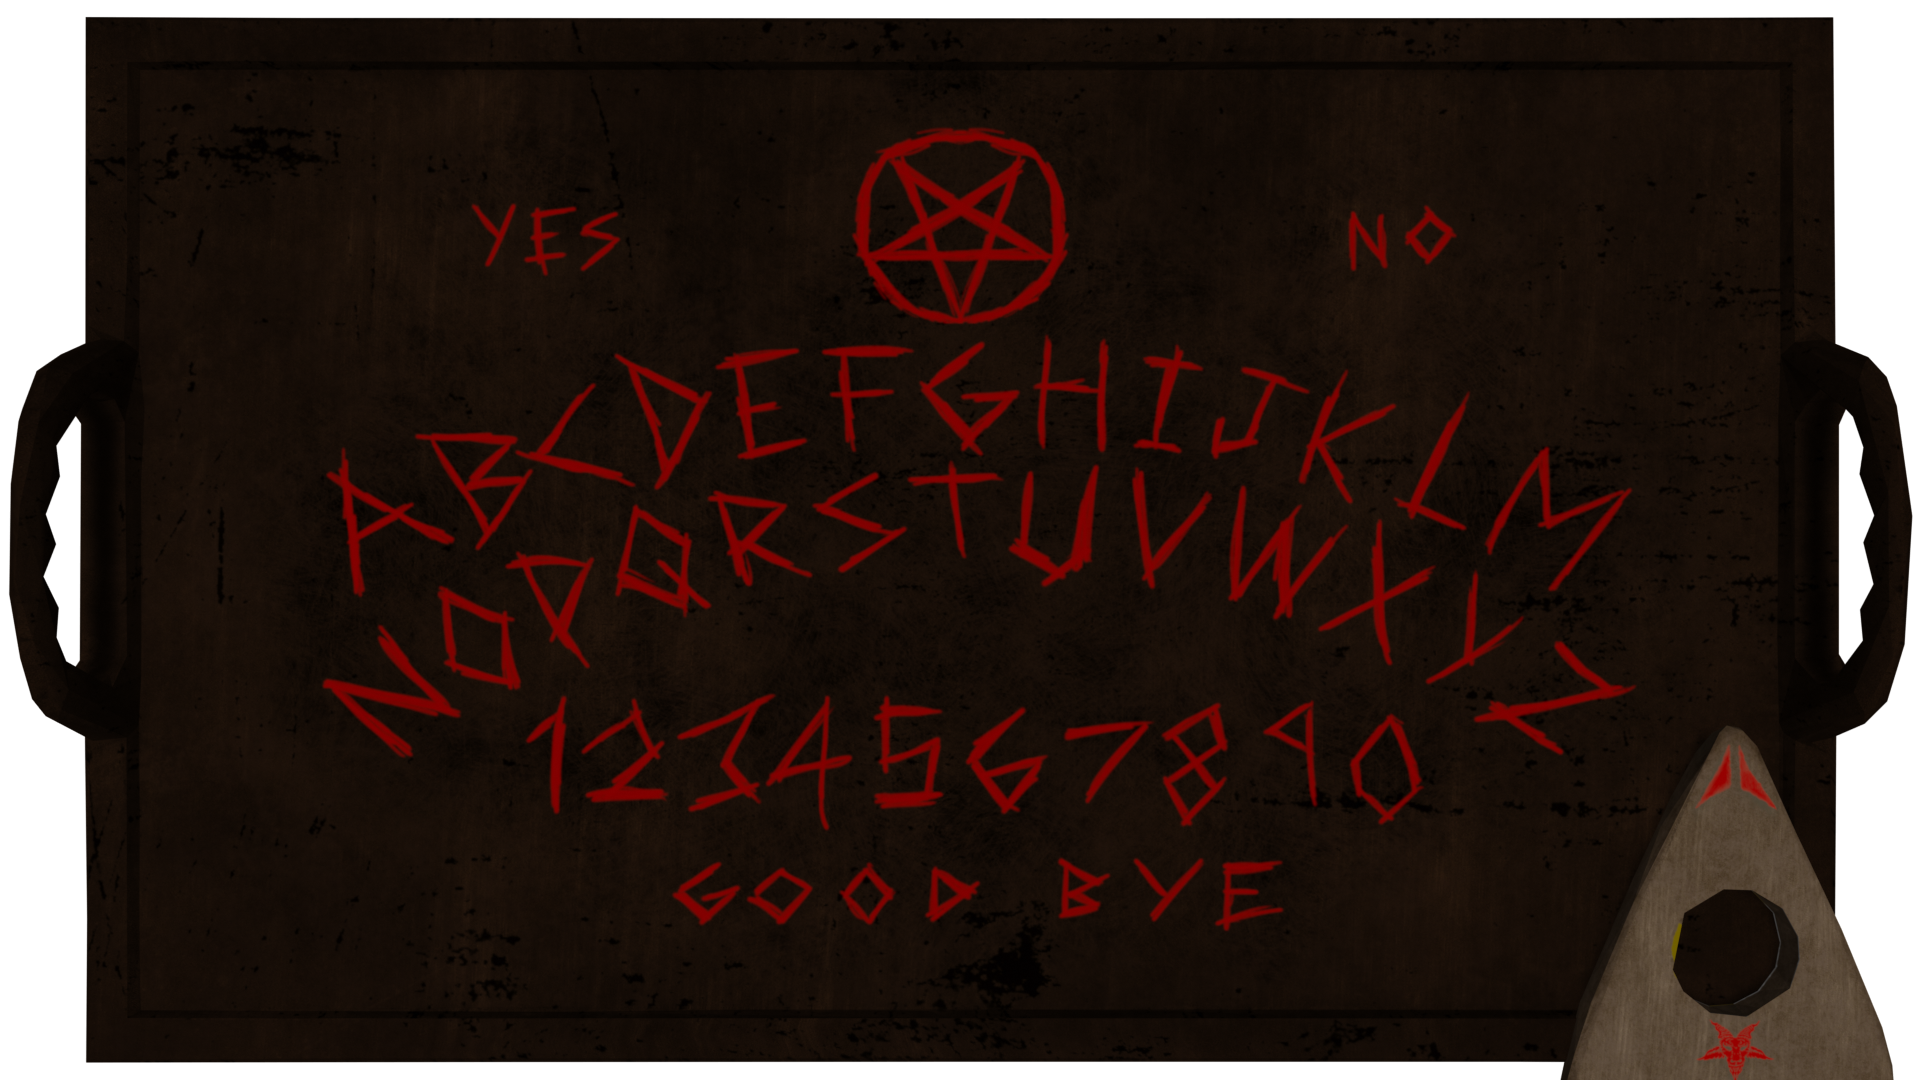 YES NO
ABCDEFGHIJKLM
NOPQRSTUVWXYZ
1234567890
GOOD BYE